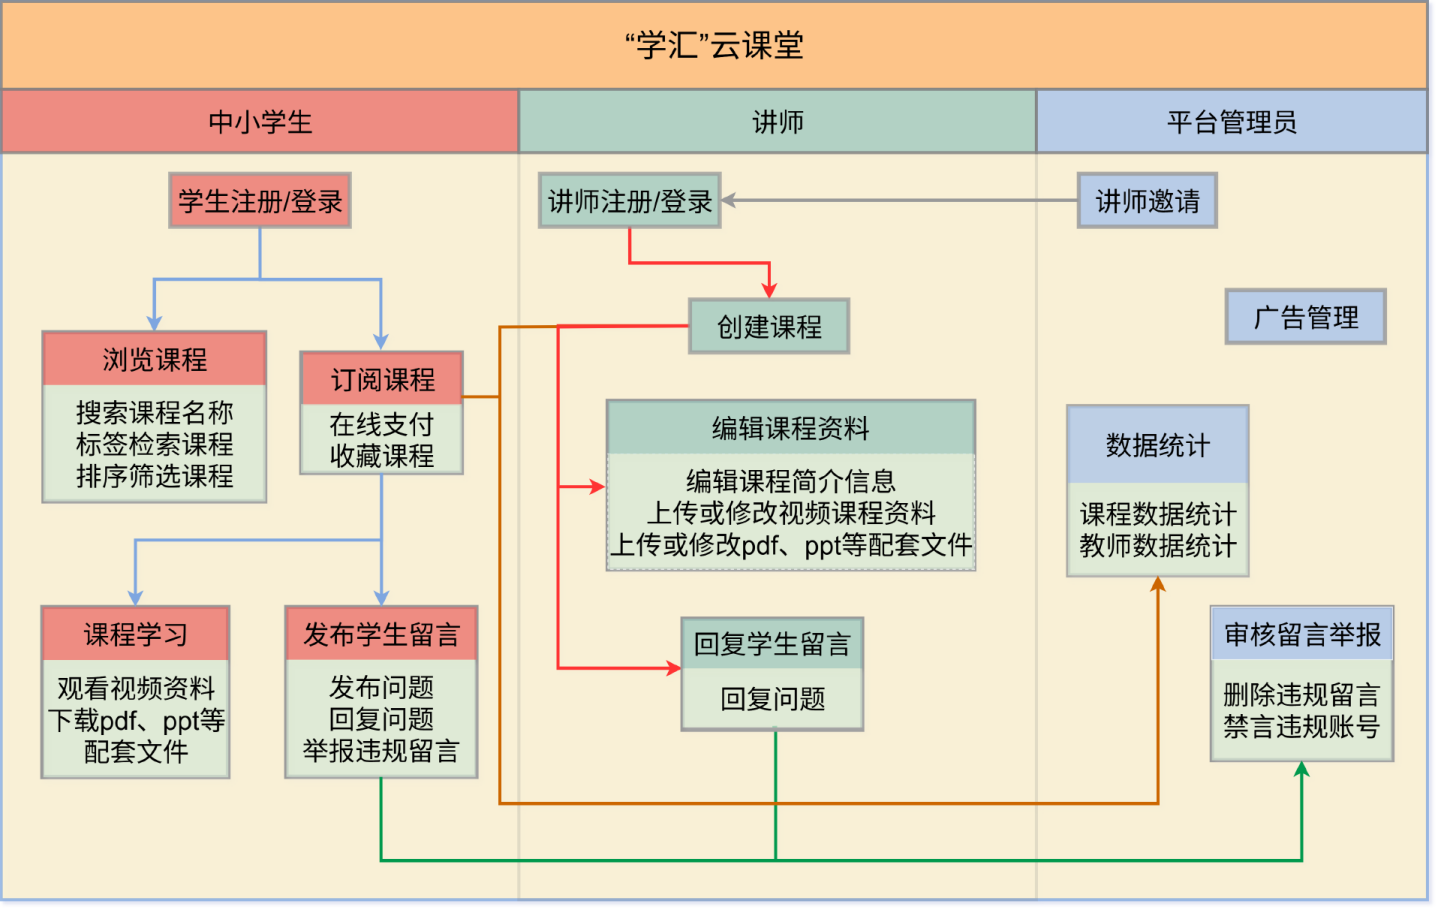 “学汇”云课堂
中小学生
讲师
平台管理员
学生注册/登录
讲师注册/登录
讲师邀请
创建课程
广告管理
浏览课程
搜索课程名称
标签检索课程
排序筛选课程
订阅课程
在线支付
收藏课程
编辑课程资料
编辑课程简介信息
上传或修改视频课程资料
上传或修改pdf、ppt等配套文件
数据统计
课程数据统计
教师数据统计
课程学习
观看视频资料
下载pdf、ppt等
配套文件
发布学生留言
发布问题
回复问题
举报违规留言
回复学生留言
回复问题
审核留言举报
删除违规留言
禁言违规账号